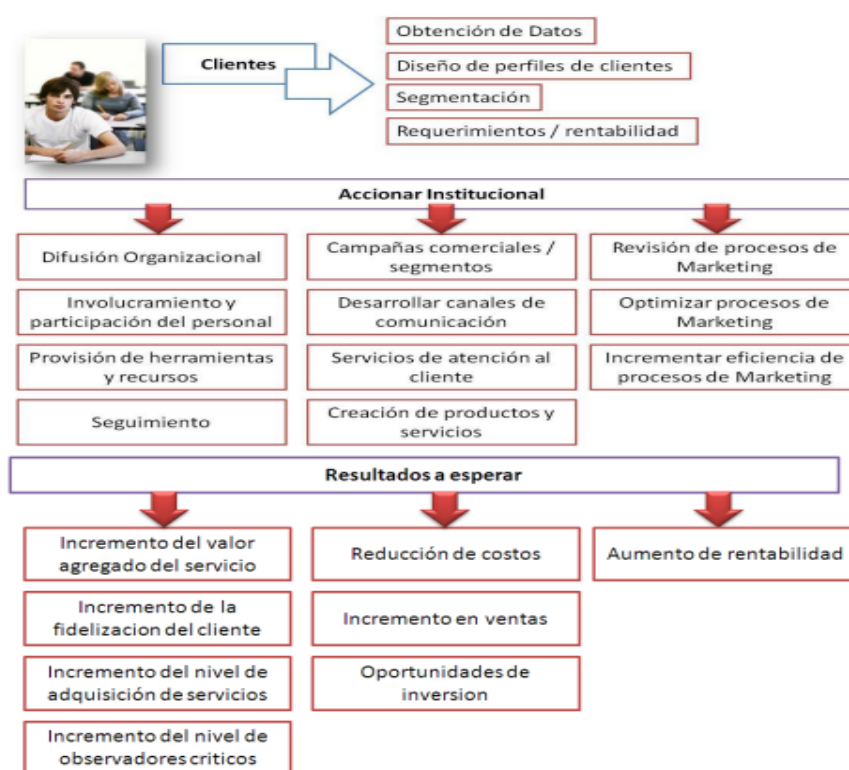 Clientes
Obtención de Datos
Diseño de perfiles de clientes
Segmentación
Requerimientos / rentabilidad
Accionar Institucional
Difusión Organizacional
Involucramiento y
participación del personal
Provisión de herramientas
y recursos
Seguimiento
Campañas comerciales /
segmentos
Desarrollar canales de
comunicación
Servicios de atención al
cliente
Creación de productos y
servicios
Revisión de procesos de
Marketing
Optimizar procesos de
Marketing
Incrementar eficiencia de
procesos de Marketing
Resultados a esperar
Incremento del valor
agregado del servicio
Incremento de la
fidelizacion del cliente
Incremento del nivel de
adquisición de servicios
Incremento del nivel de
observadores criticos
Reducción de costos
Incremento en ventas
Oportunidades de
inversion
Aumento de rentabilidad